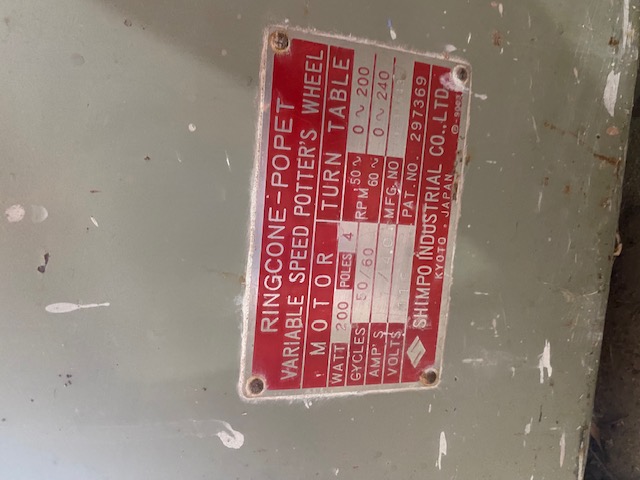 RINGCONE-POPET
VARIABLE SPEED POTTER'S WHEEL
MOTOR TURN TABLE
WATT 200 POLES 4 RPM 50~ 0~200
GYCLES 50/60 60~ 0~240
AMP'S MFG. NO
VOLTS PAT. NO. 297369
SHIMPO INDUSTRIAL CO., LTD.
KYOTO, JAPAN